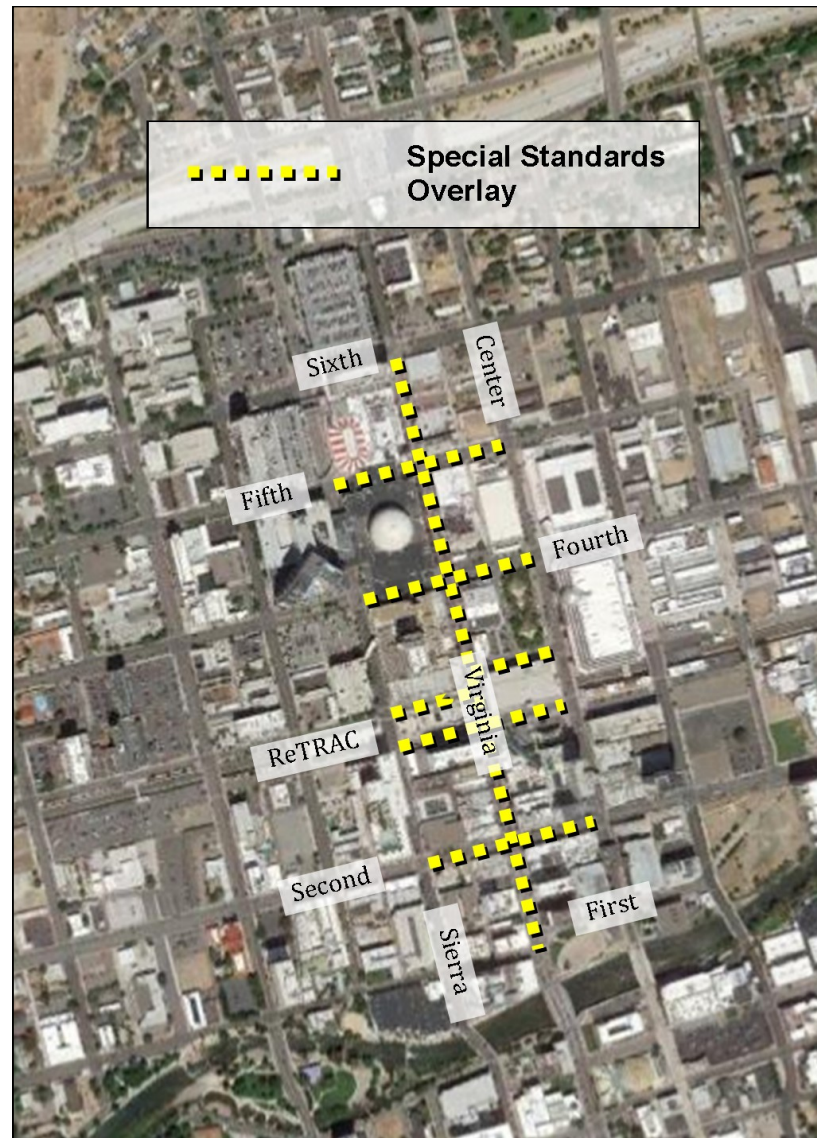 Special Standards
Overlay
Sixth
Center
Fifth
Fourth
Virginia
ReTRAC
Second
First
Sierra